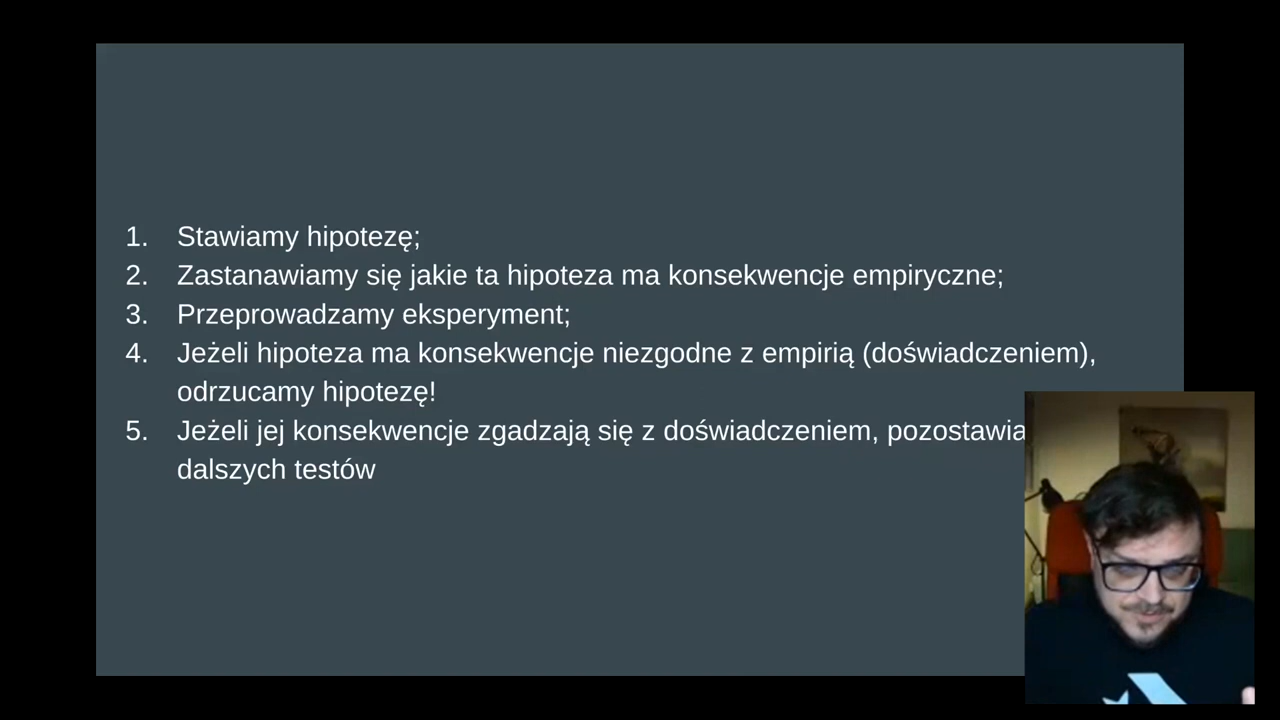 1. Stawiamy hipotezę;
2. Zastanawiamy się jakie ta hipoteza ma konsekwencje empiryczne;
3. Przeprowadzamy eksperyment;
4. Jeżeli hipoteza ma konsekwencje niezgodne z empirią (doświadczeniem),
odrzucamy hipotezę!
5. Jeżeli jej konsekwencje zgadzają się z doświadczeniem,
dalszych testów